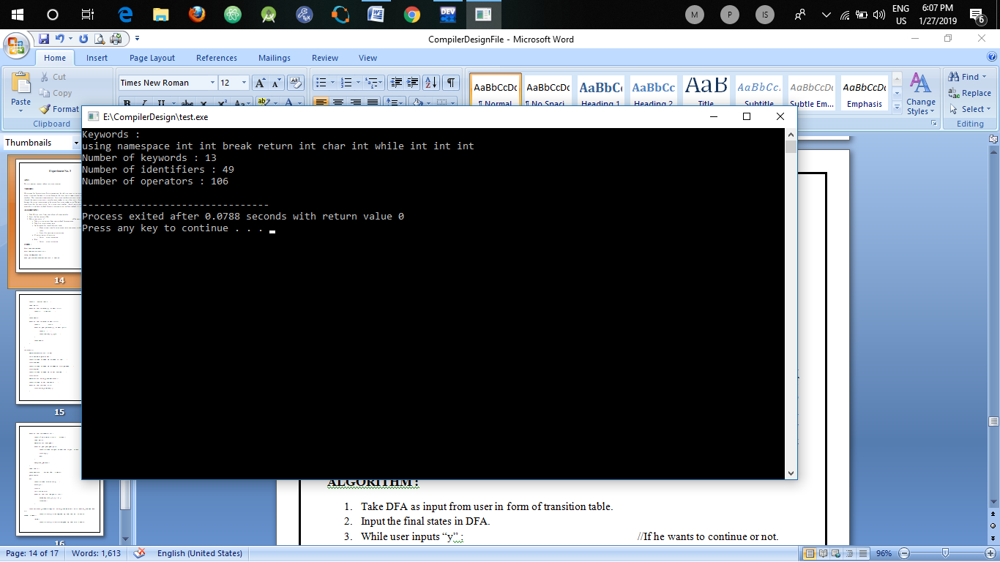 ENG
US
6:07 PM
1/27/2019
6
M
P
IS
CompilerDesignFile - Microsoft Word
Home Insert Page Layout References Mailings Review View
Cut
Copy
Format
Paste
Clipboard
Times New Roman 12
AaBbCcDc AaBbCcDc AaBbCc AaBbCc AaB AaBbCc. AaBbCcDc AaBbCcDc
¶ Normal ¶ No Spaci... Heading 1 Heading 2 Title Subtitle Subtle Em... Emphasis
Change
Styles
Find
Replace
Select
Editing
Thumbnails
E:\CompilerDesign\test.exe
Keywords :
using namespace int int break return int char int while int int int
Number of keywords : 13
Number of identifiers : 49
Number of operators : 106
--------------------------------
Process exited after 0.0788 seconds with return value 0
Press any key to continue . . .
14
15
16
ALGORITHM :
1. Take DFA as input from user in form of transition table.
2. Input the final states in DFA.
3. While user inputs “y” : //If he wants to continue or not.
Page: 14 of 17 Words: 1,613 English (United States) 96%